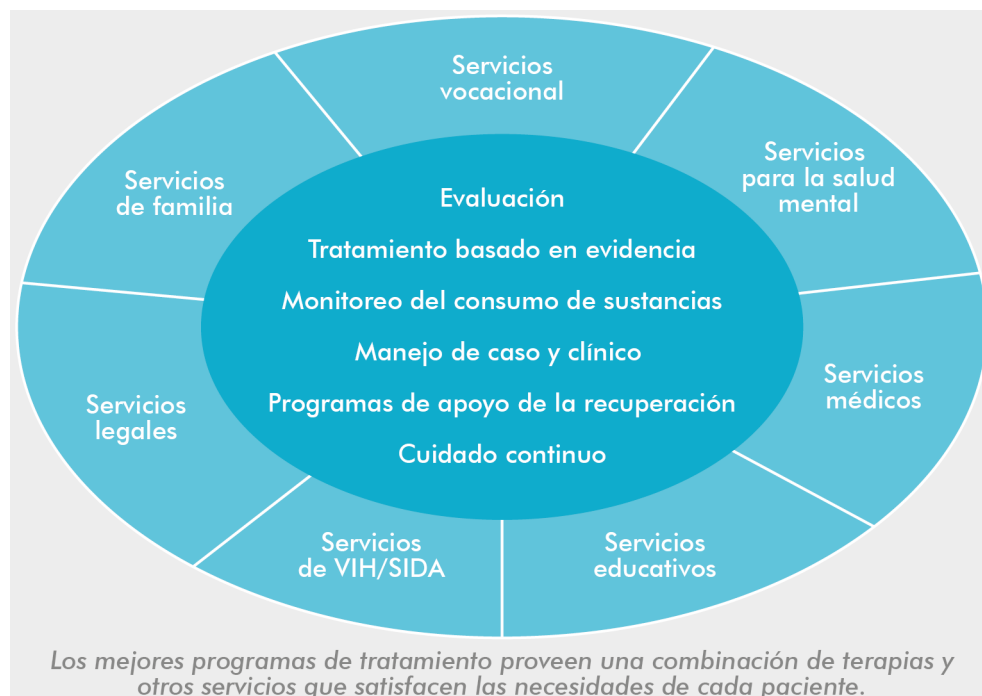 Servicios
vocacional
Servicios
para la salud
mental
Servicios
médicos
Servicios
educativos
Servicios
de VIH/SIDA
Servicios
legales
Servicios
de familia
Evaluación
Tratamiento basado en evidencia
Monitoreo del consumo de sustancias
Manejo de caso y clínico
Programas de apoyo de la recuperación
Cuidado continuo
Los mejores programas de tratamiento proveen una combinación de terapias y
otros servicios que satisfacen las necesidades de cada paciente.